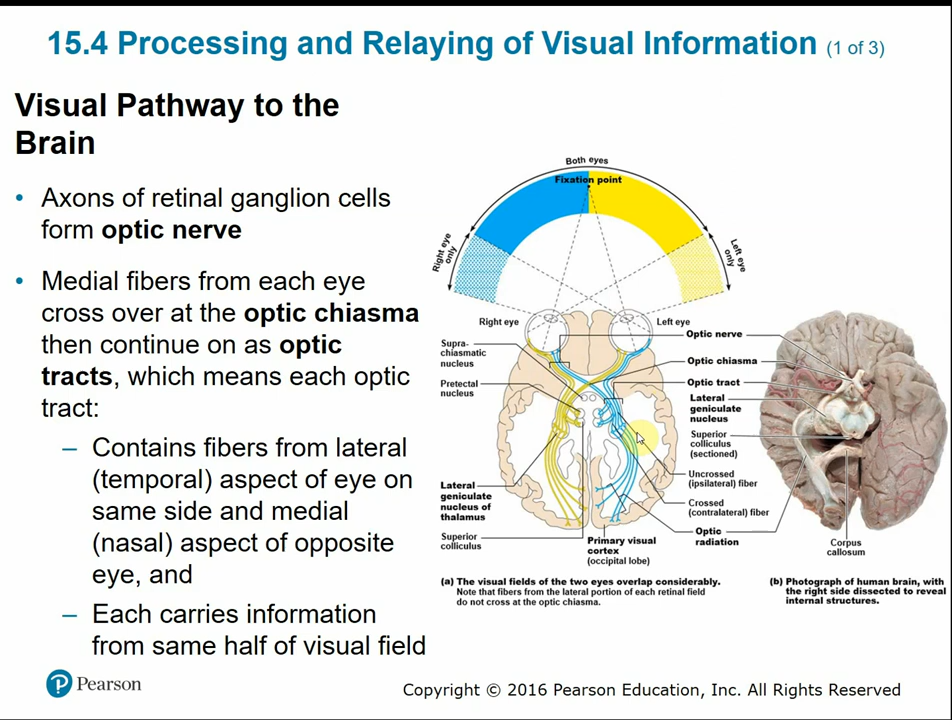 15.4 Processing and Relaying of Visual Information (1 of 3)
Visual Pathway to the
Brain
• Axons of retinal ganglion cells
form optic nerve
• Medial fibers from each eye
cross over at the optic chiasma
then continue on as optic
tracts, which means each optic
tract:
– Contains fibers from lateral
(temporal) aspect of eye on
same side and medial
(nasal) aspect of opposite
eye, and
– Each carries information
from same half of visual field
Both eyes
Fixation point
Right eye
only
Left eye
only
Right eye
Left eye
Supra-
chiasmatic
nucleus
Pretectal
nucleus
Lateral
geniculate
nucleus of
thalamus
Superior
colliculus
Optic nerve
Optic chiasma
Optic tract
Lateral
geniculate
nucleus
Superior
colliculus
(sectioned)
Uncrossed
(ipsilateral) fiber
Crossed
(contralateral) fiber
Optic
radiation
Primary visual
cortex
(occipital lobe)
Corpus
callosum
(a) The visual fields of the two eyes overlap considerably.
Note that fibers from the lateral portion of each retinal field
do not cross at the optic chiasma.
(b) Photograph of human brain, with
the right side dissected to reveal
internal structures.
P Pearson
Copyright © 2016 Pearson Education, Inc. All Rights Reserved